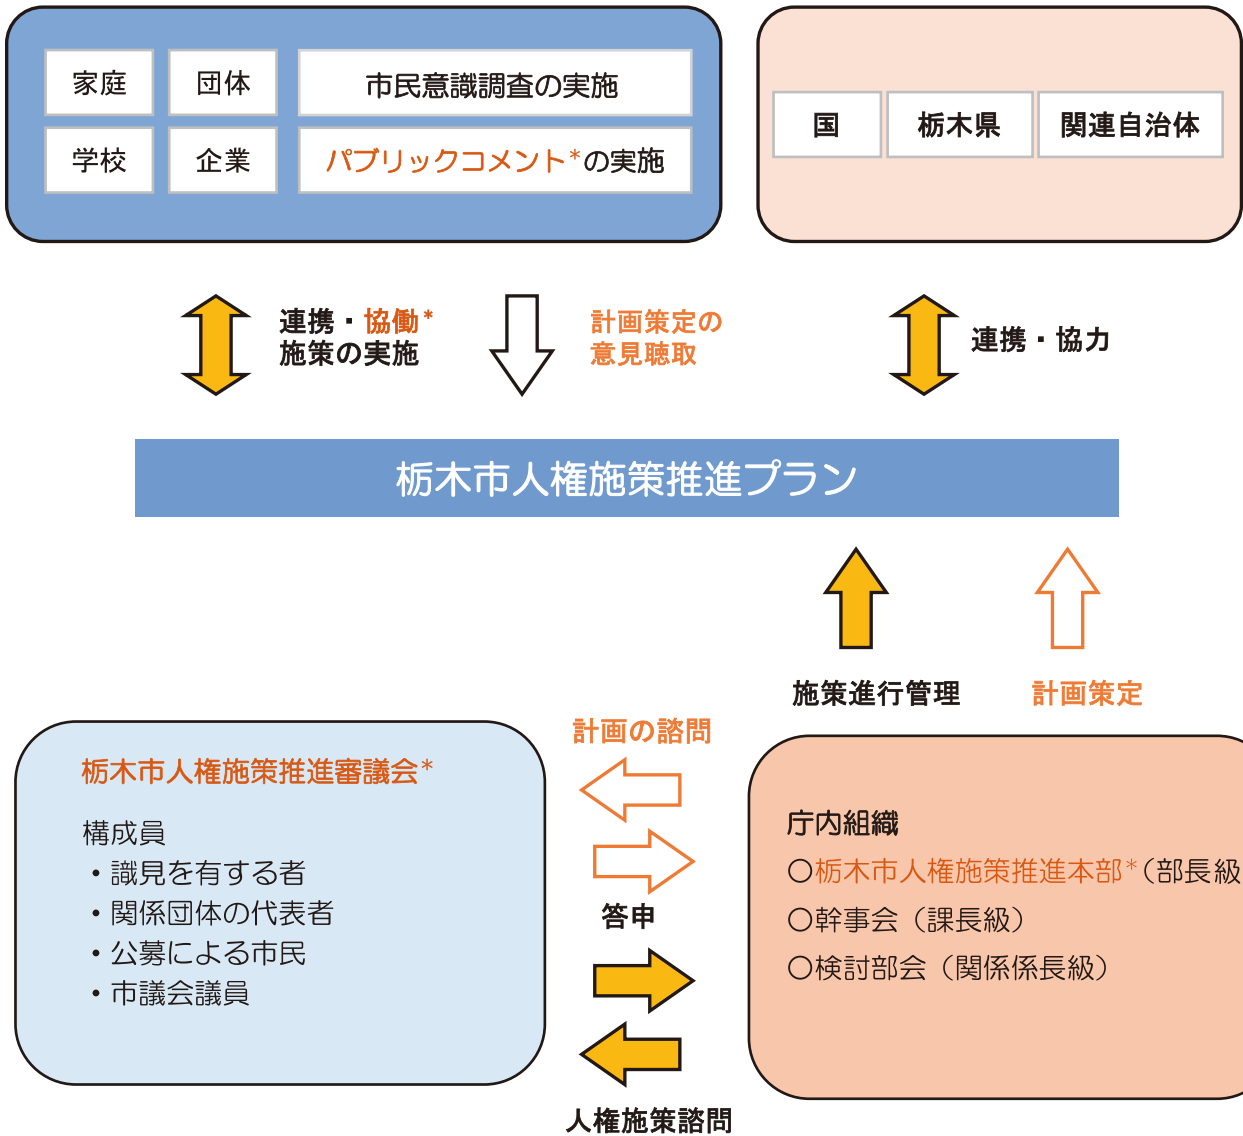 家庭
団体
市民意識調査の実施
学校
企業
パブリックコメント*の実施
国
栃木県
関連自治体
連携・協働*
施策の実施
計画策定の
意見聴取
連携・協力
栃木市人権施策推進プラン
施策進行管理
計画策定
栃木市人権施策推進審議会*
構成員
・識見を有する者
・関係団体の代表者
・公募による市民
・市議会議員
計画の諮問
答申
人権施策諮問
庁内組織
○栃木市人権施策推進本部*（部長級
○幹事会（課長級）
○検討部会（関係係長級）